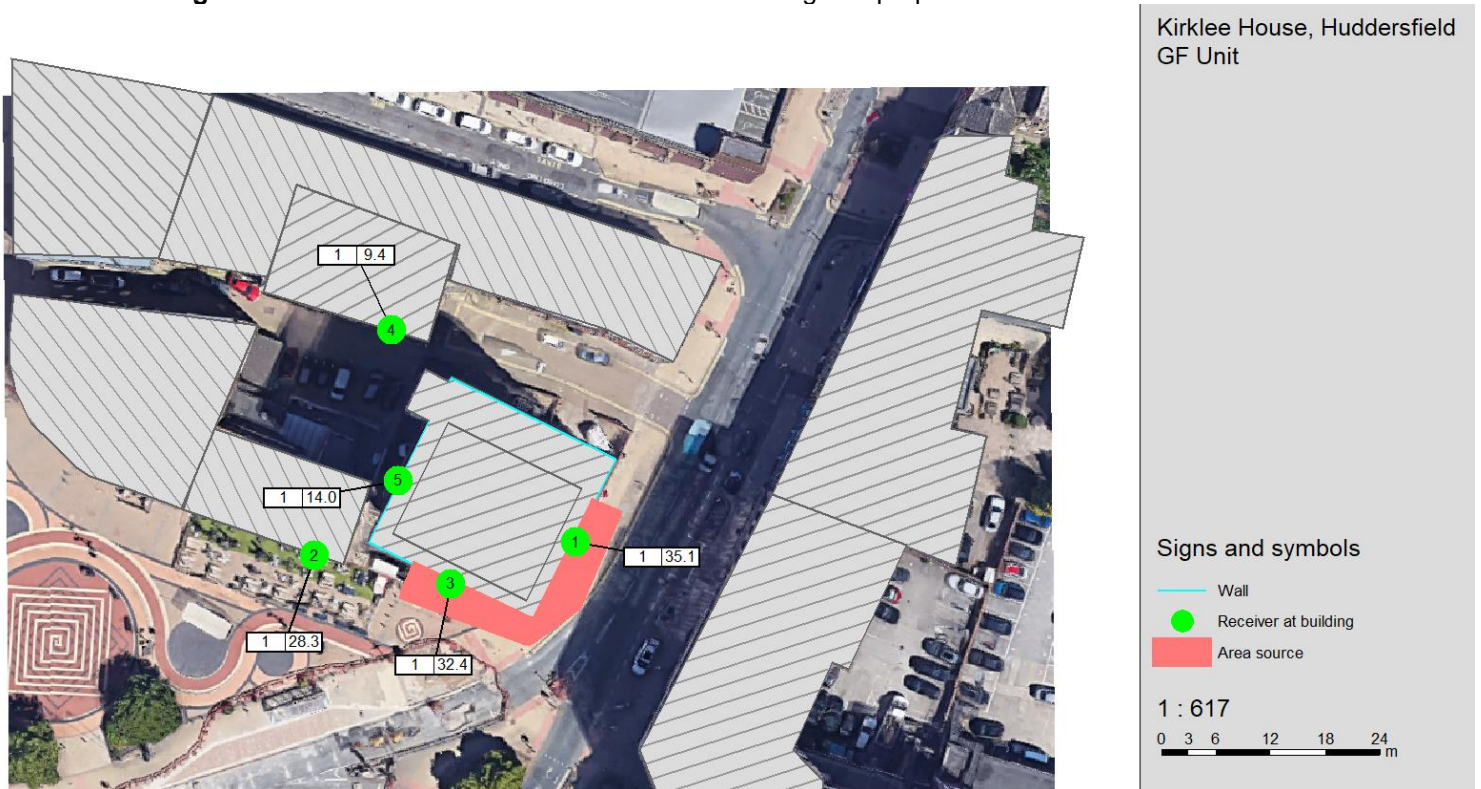 Kirklee House, Huddersfield
GF Unit
1 9.4
4
5
1 14.0
2
1 28.3
3
1 32.4
1
1 35.1
Signs and symbols
Wall
Receiver at building
Area source
1 : 617
0 3 6 12 18 24
m